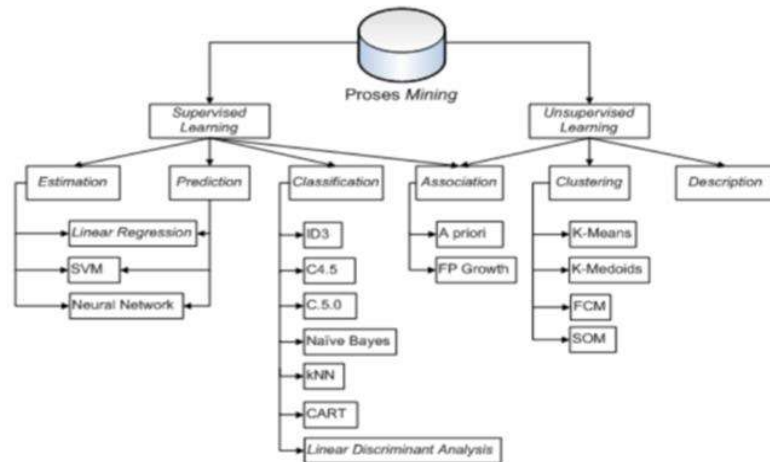 Proses Mining
Supervised
Learning
Unsupervised
Learning
Estimation
Prediction
Classification
Association
Clustering
Description
Linear Regression
SVM
Neural Network
ID3
C4.5
C.5.0
Naïve Bayes
kNN
CART
Linear Discriminant Analysis
A priori
FP Growth
K-Means
K-Medoids
FCM
SOM